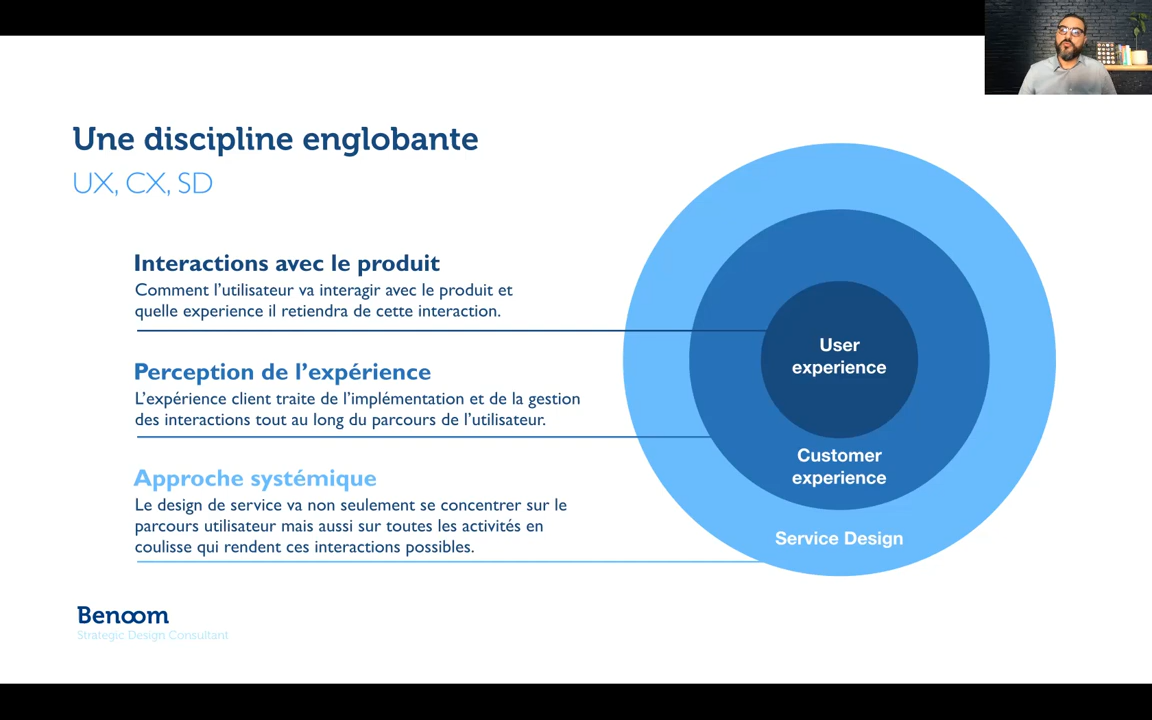 Une discipline englobante
UX, CX, SD
Interactions avec le produit
Comment l’utilisateur va interagir avec le produit et
quelle experience il retiendra de cette interaction.
Perception de l’expérience
L’expérience client traite de l’implémentation et de la gestion
des interactions tout au long du parcours de l’utilisateur.
Approche systémique
Le design de service va non seulement se concentrer sur le
parcours utilisateur mais aussi sur toutes les activités en
coulisse qui rendent ces interactions possibles.
User
experience
Customer
experience
Service Design
Benoom
Strategic Design Consultant